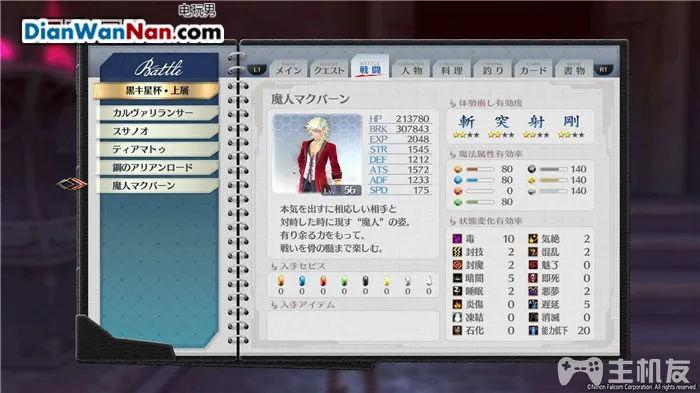 电玩男
DianWanNan.com
Battle
L1 メイン クエスト 戦闘 人物 料理 釣り カード 書物 R1
BATTLE
黒キ星杯・上層
カルヴァリランサー
スサノオ
ティアマトゥ
鋼のアリアンロード
魔人マクバーン
魔人マクバーン
Lv. 56
HP 213780
BRK 307843
EXP 2048
STR 1545
DEF 1212
ATS 1572
ADF 1233
SPD 175
本気を出すに相応しい相手と
対峙した時に現す“魔人”の姿。
有り余る力をもって、
戦いを骨の髄まで楽しむ。
入手セピス
0 0 0 0 0 0 0 0
入手アイテム
体勢崩し有効度
斬 突 射 剛
魔法属性有効率
80 140
80 140
0 140
80
状態変化有効率
毒 10 気絶 2
封技 2 混乱 2
封魔 2 魅了 0
暗闇 5 即死 0
睡眠 2 悪夢 2
炎傷 0 遅延 5
凍結 0 消滅 0
石化 0 能力低下 20
主机友
©Nihon Falcom Corporation. All rights reserved.